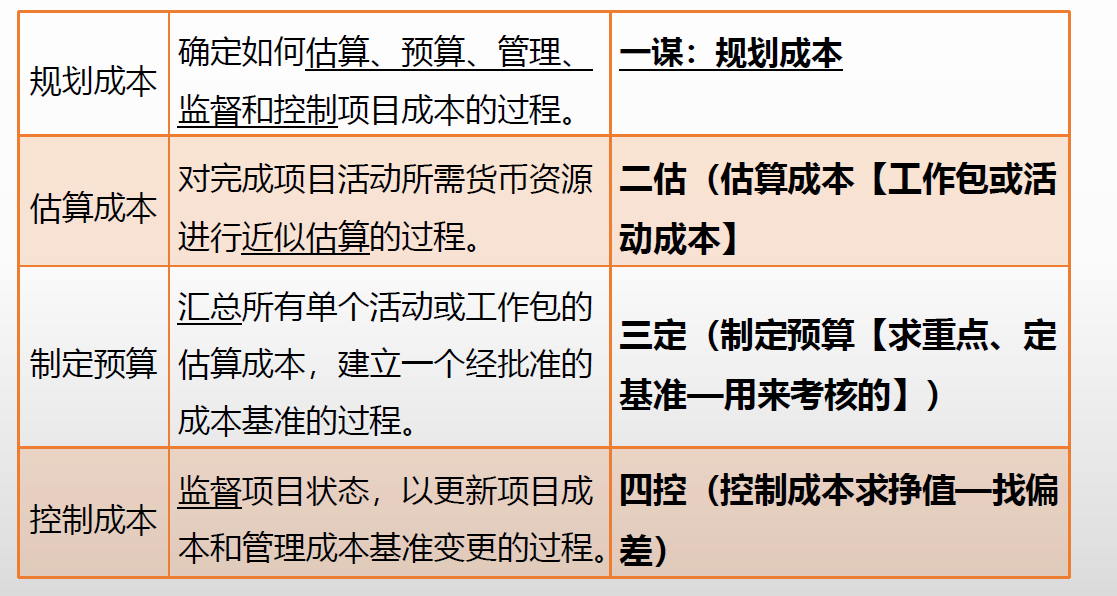 规划成本
确定如何估算、预算、管理、
监督和控制项目成本的过程。
一谋：规划成本
估算成本
对完成项目活动所需货币资源
进行近似估算的过程。
二估（估算成本【工作包或活
动成本】
制定预算
汇总所有单个活动或工作包的
估算成本，建立一个经批准的
成本基准的过程。
三定（制定预算【求重点、定
基准—用来考核的】）
控制成本
监督项目状态，以更新项目成
本和管理成本基准变更的过程。
四控（控制成本求挣值—找偏
差）